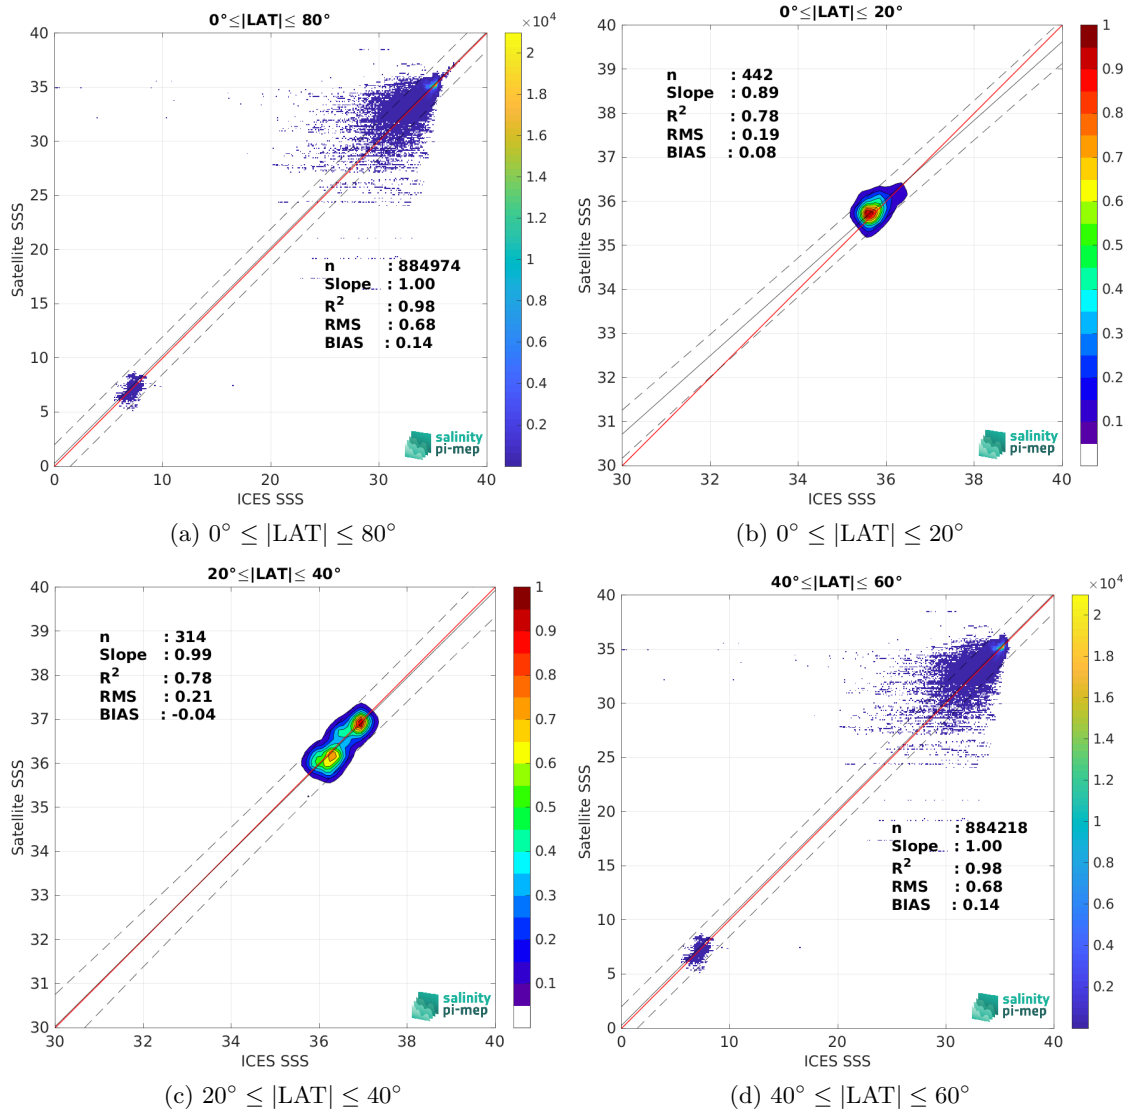 0°≤|LAT|≤ 80°
×10⁴
Satellite SSS
40
35
30
25
20
15
10
5
0
n : 884974
Slope : 1.00
R² : 0.98
RMS : 0.68
BIAS : 0.14
salinity
pi-mep
0 10 20 30 40
ICES SSS
2
1.8
1.6
1.4
1.2
1
0.8
0.6
0.4
0.2
(a) 0° ≤ |LAT| ≤ 80°
0°≤|LAT|≤ 20°
Satellite SSS
40
39
38
37
36
35
34
33
32
31
30
n : 442
Slope : 0.89
R² : 0.78
RMS : 0.19
BIAS : 0.08
salinity
pi-mep
30 32 34 36 38 40
ICES SSS
1
0.9
0.8
0.7
0.6
0.5
0.4
0.3
0.2
0.1
(b) 0° ≤ |LAT| ≤ 20°
20°≤|LAT|≤ 40°
Satellite SSS
40
39
38
37
36
35
34
33
32
31
30
n : 314
Slope : 0.99
R² : 0.78
RMS : 0.21
BIAS : -0.04
salinity
pi-mep
30 32 34 36 38 40
ICES SSS
1
0.9
0.8
0.7
0.6
0.5
0.4
0.3
0.2
0.1
(c) 20° ≤ |LAT| ≤ 40°
40°≤|LAT|≤ 60°
×10⁴
Satellite SSS
40
35
30
25
20
15
10
5
0
n : 884218
Slope : 1.00
R² : 0.98
RMS : 0.68
BIAS : 0.14
salinity
pi-mep
0 10 20 30 40
ICES SSS
2
1.8
1.6
1.4
1.2
1
0.8
0.6
0.4
0.2
(d) 40° ≤ |LAT| ≤ 60°